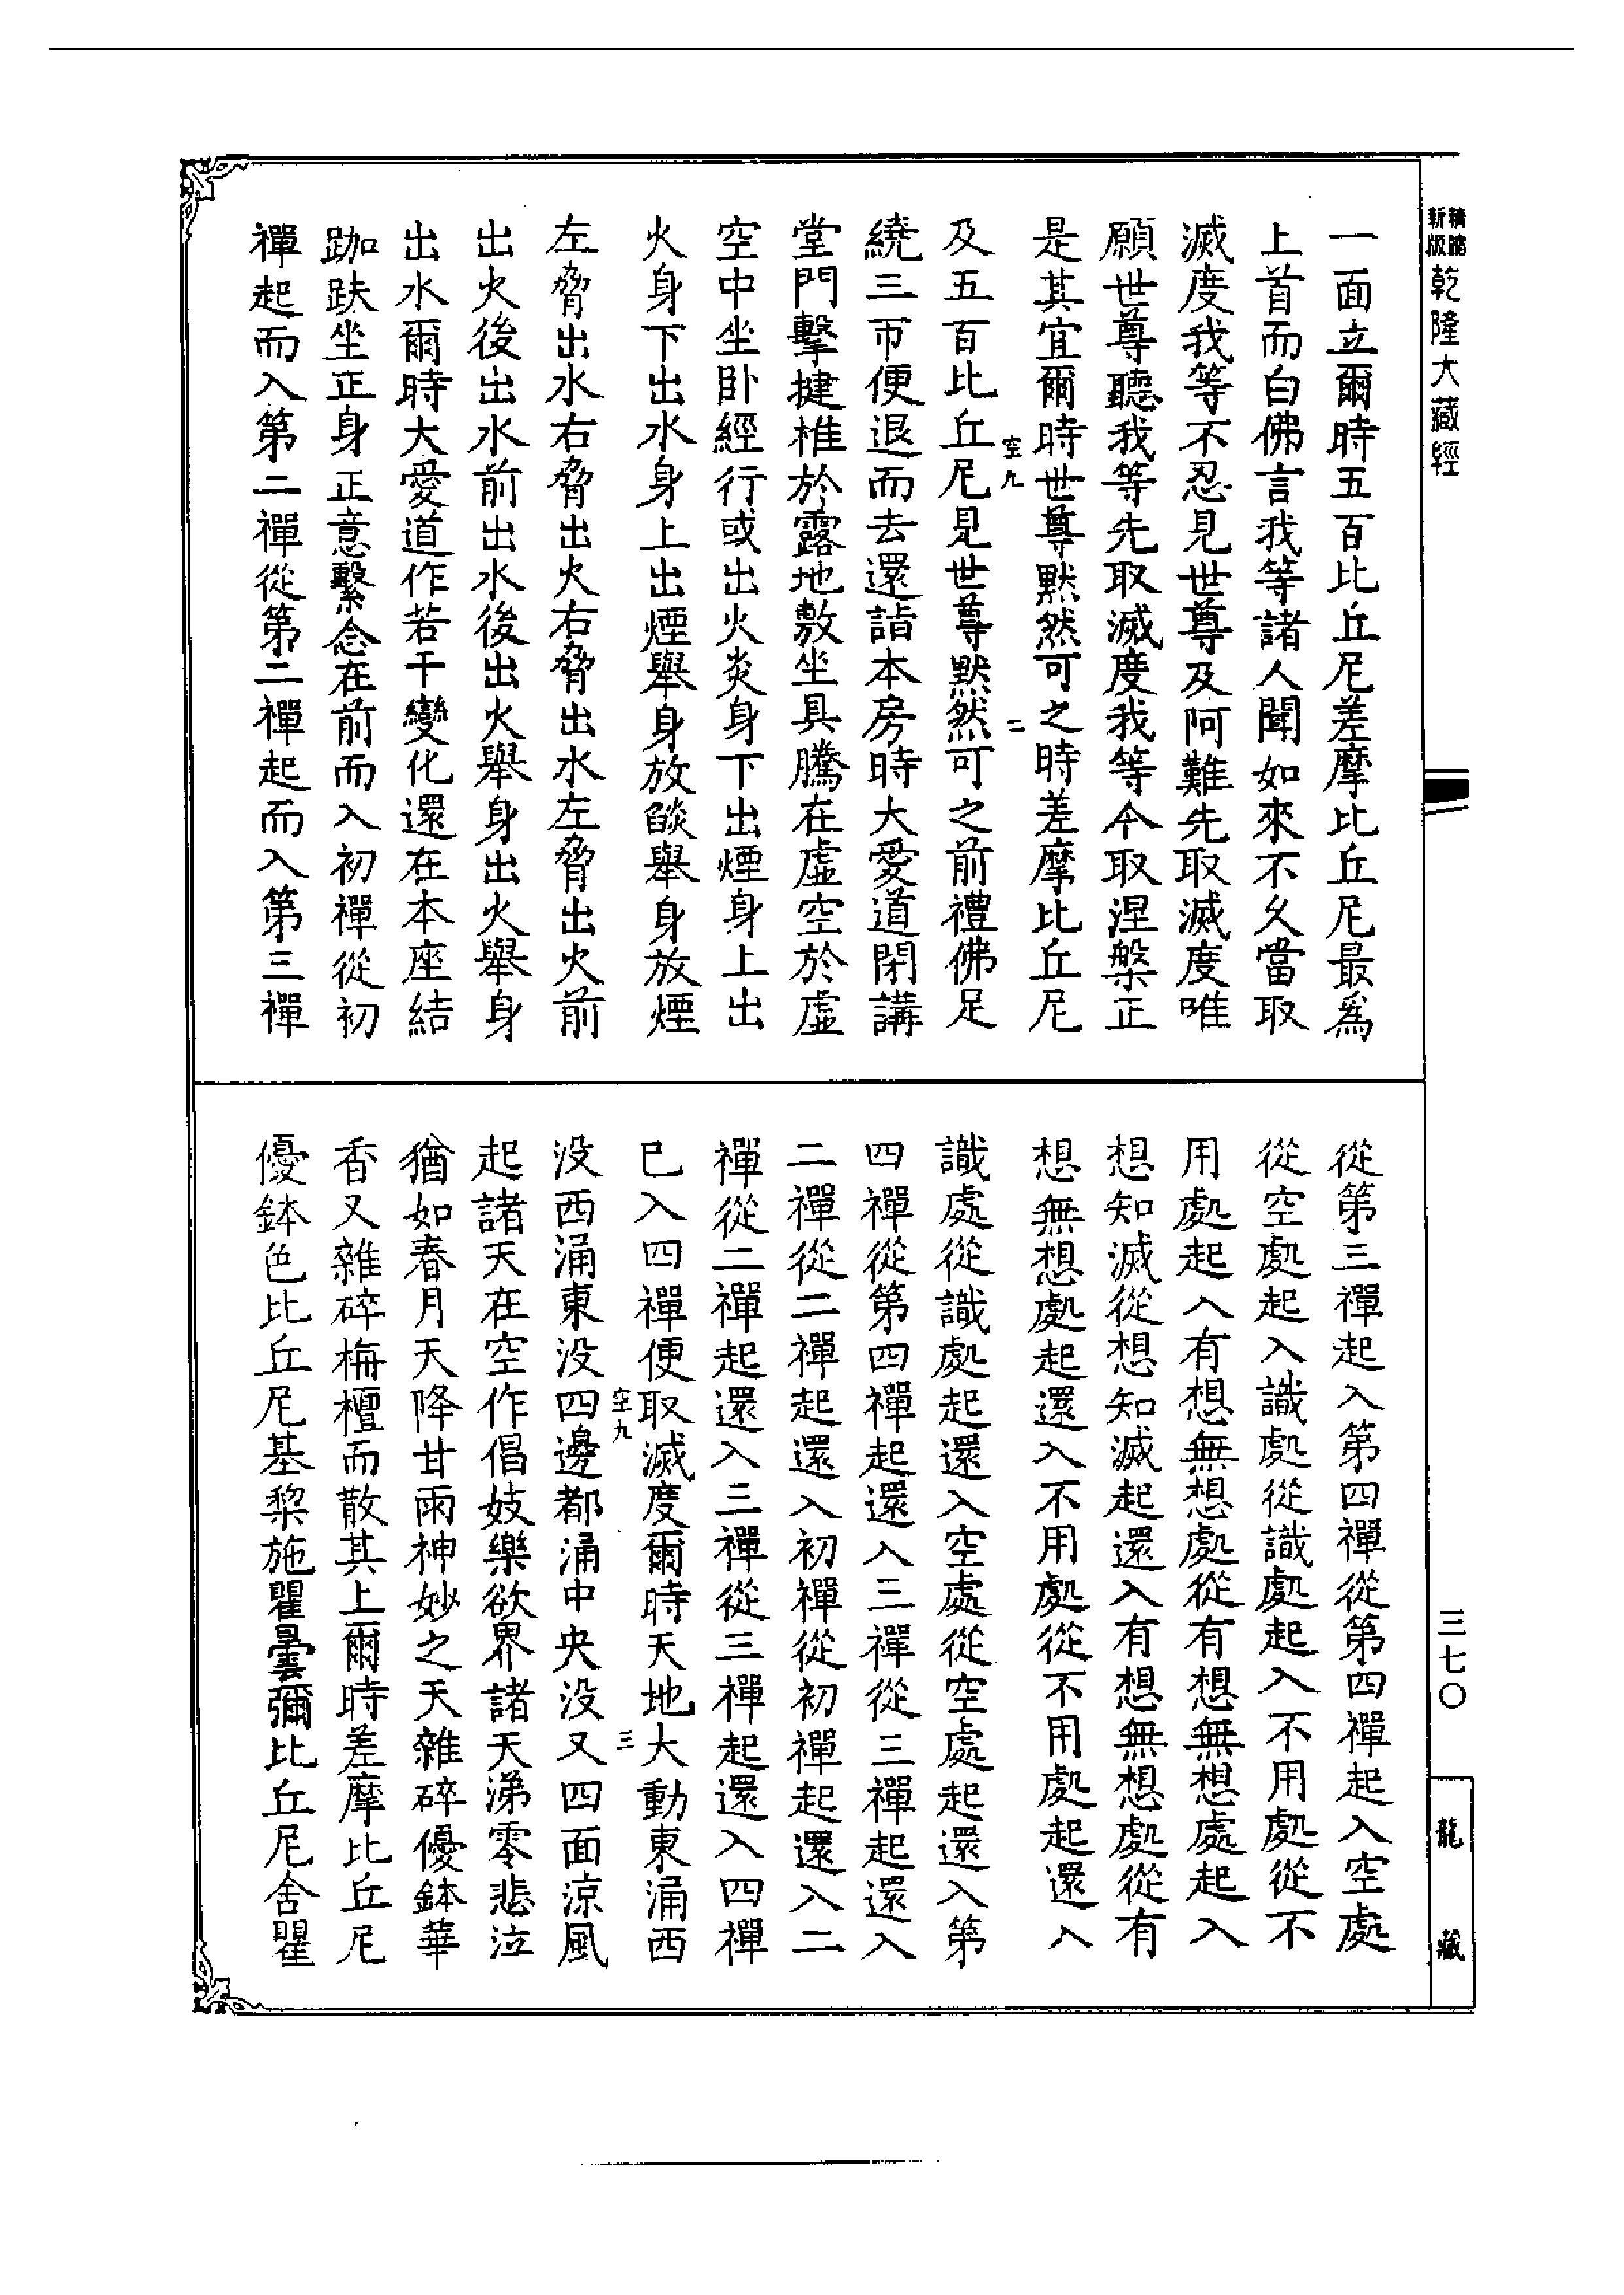 新版
精縮
乾隆大藏經
一面立爾時五百比丘尼差摩比丘尼最為
上首而白佛言我等諸人聞如來不久當取
滅度我等不忍見世尊及阿難先取滅度唯
願世尊聽我等先取滅度我等今取涅槃正
是其宜爾時世尊默然可之時差摩比丘尼
空九
二
及五百比丘尼見世尊默然可之前禮佛足
繞三帀便退而去還詣本房時大愛道閉講
堂門擊揵椎於露地敷坐具騰在虛空於虛
空中坐臥經行或出火炎身下出煙身上出
火身下出水身上出煙舉身放燄舉身放煙
左脅出水右脅出火右脅出水左脅出火前
出火後出水前出水後出火舉身出火舉身
出水爾時大愛道作若干變化還在本座結
跏趺坐正身正意繫念在前而入初禪從初
禪起而入第二禪從第二禪起而入第三禪
從第三禪起入第四禪從第四禪起入空處
從空處起入識處從識處起入不用處從不
用處起入有想無想處從有想無想處起入
想知滅從想知滅起還入有想無想處從有
想無想處起還入不用處從不用處起還入
識處從識處起還入空處從空處起還入第
四禪從第四禪起還入三禪從三禪起還入
二禪從二禪起還入初禪從初禪起還入二
禪從二禪起還入三禪從三禪起還入四禪
已入四禪便取滅度爾時天地大動東涌西
空九
三
没西涌東没四邊都涌中央没又四面涼風
起諸天在空作倡妓樂欲界諸天涕零悲泣
猶如春月天降甘雨神妙之天雜碎優鉢華
香又雜碎栴檀而散其上爾時差摩比丘尼
優鉢色比丘尼基棃施瞿曇彌比丘尼舍瞿
三七〇
龍藏